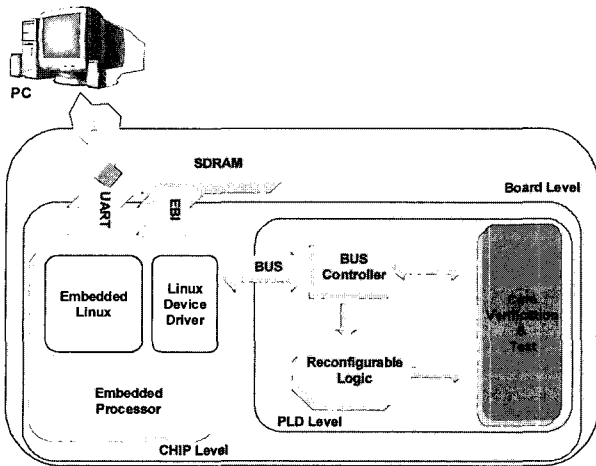 PC
SDRAM
Board Level
UART
EBI
BUS
BUS
Controller
Embedded
Linux
Linux
Device
Driver
Core
Verification
&
Test
Reconfigurable
Logic
Embedded
Processor
PLD Level
CHIP Level